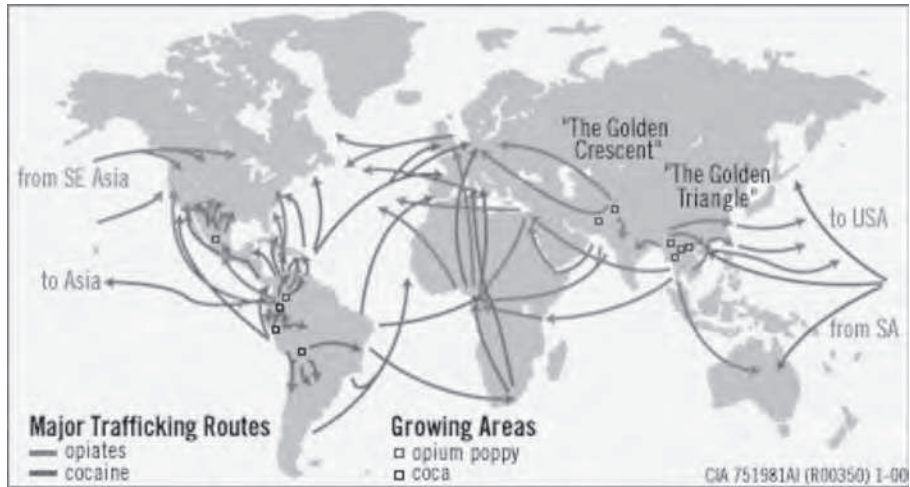 "The Golden
Crescent"
"The Golden
Triangle"
from SE Asia
to USA
to Asia
from SA
Major Trafficking Routes
opiates
cocaine
Growing Areas
opium poppy
coca
CIA 751981AI (R00350) 1-00